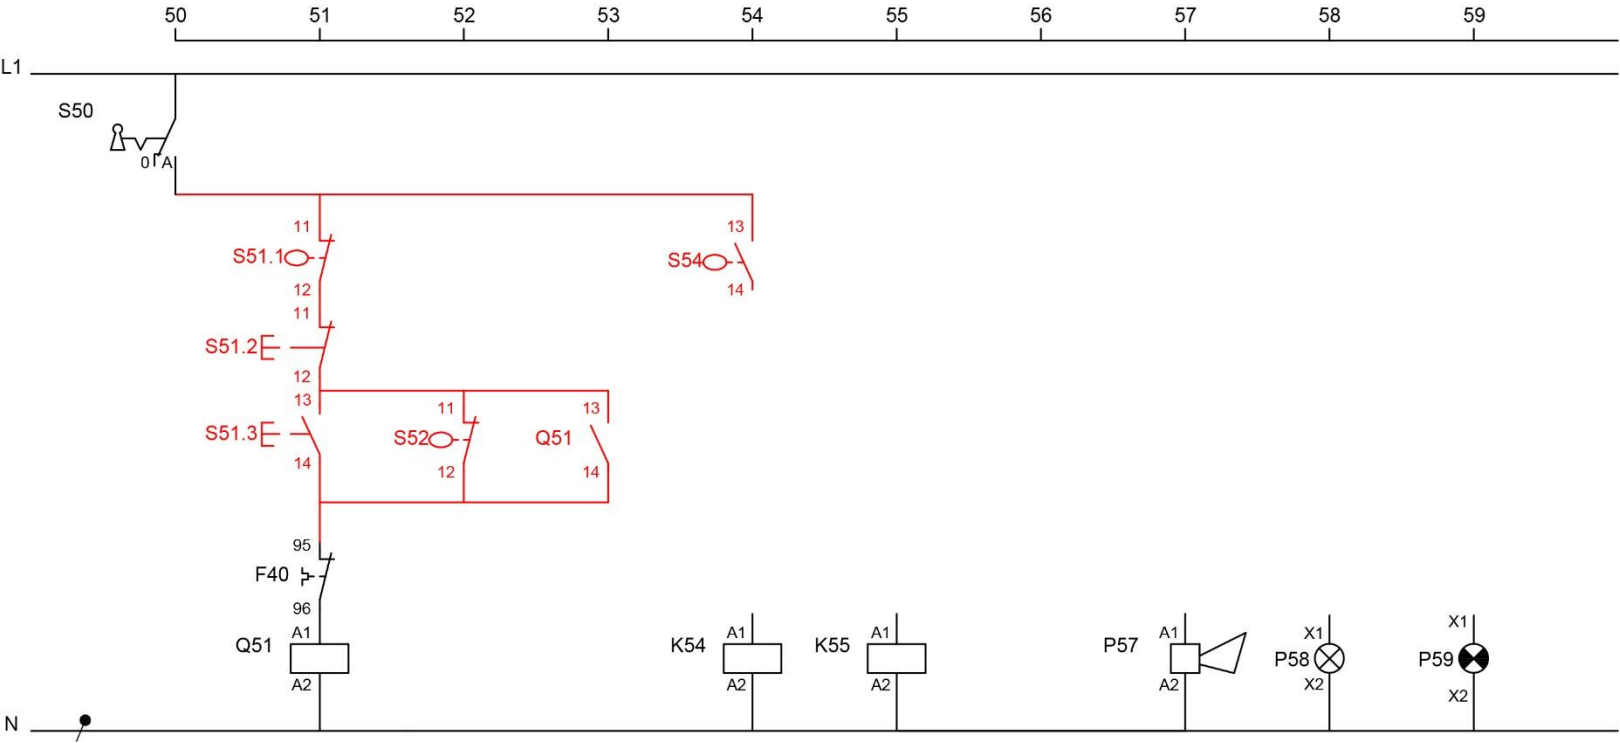 50 51 52 53 54 55 56 57 58 59
L1
S50
0 A
11 13
S51.1 S54
12 14
11
S51.2
12
13 11 13
S51.3 S52 Q51
14 12 14
95
F40
96
A1 A1 A1 A1 X1 X1
Q51 K54 K55 P57 P58 P59
A2 A2 A2 A2 X2 X2
N